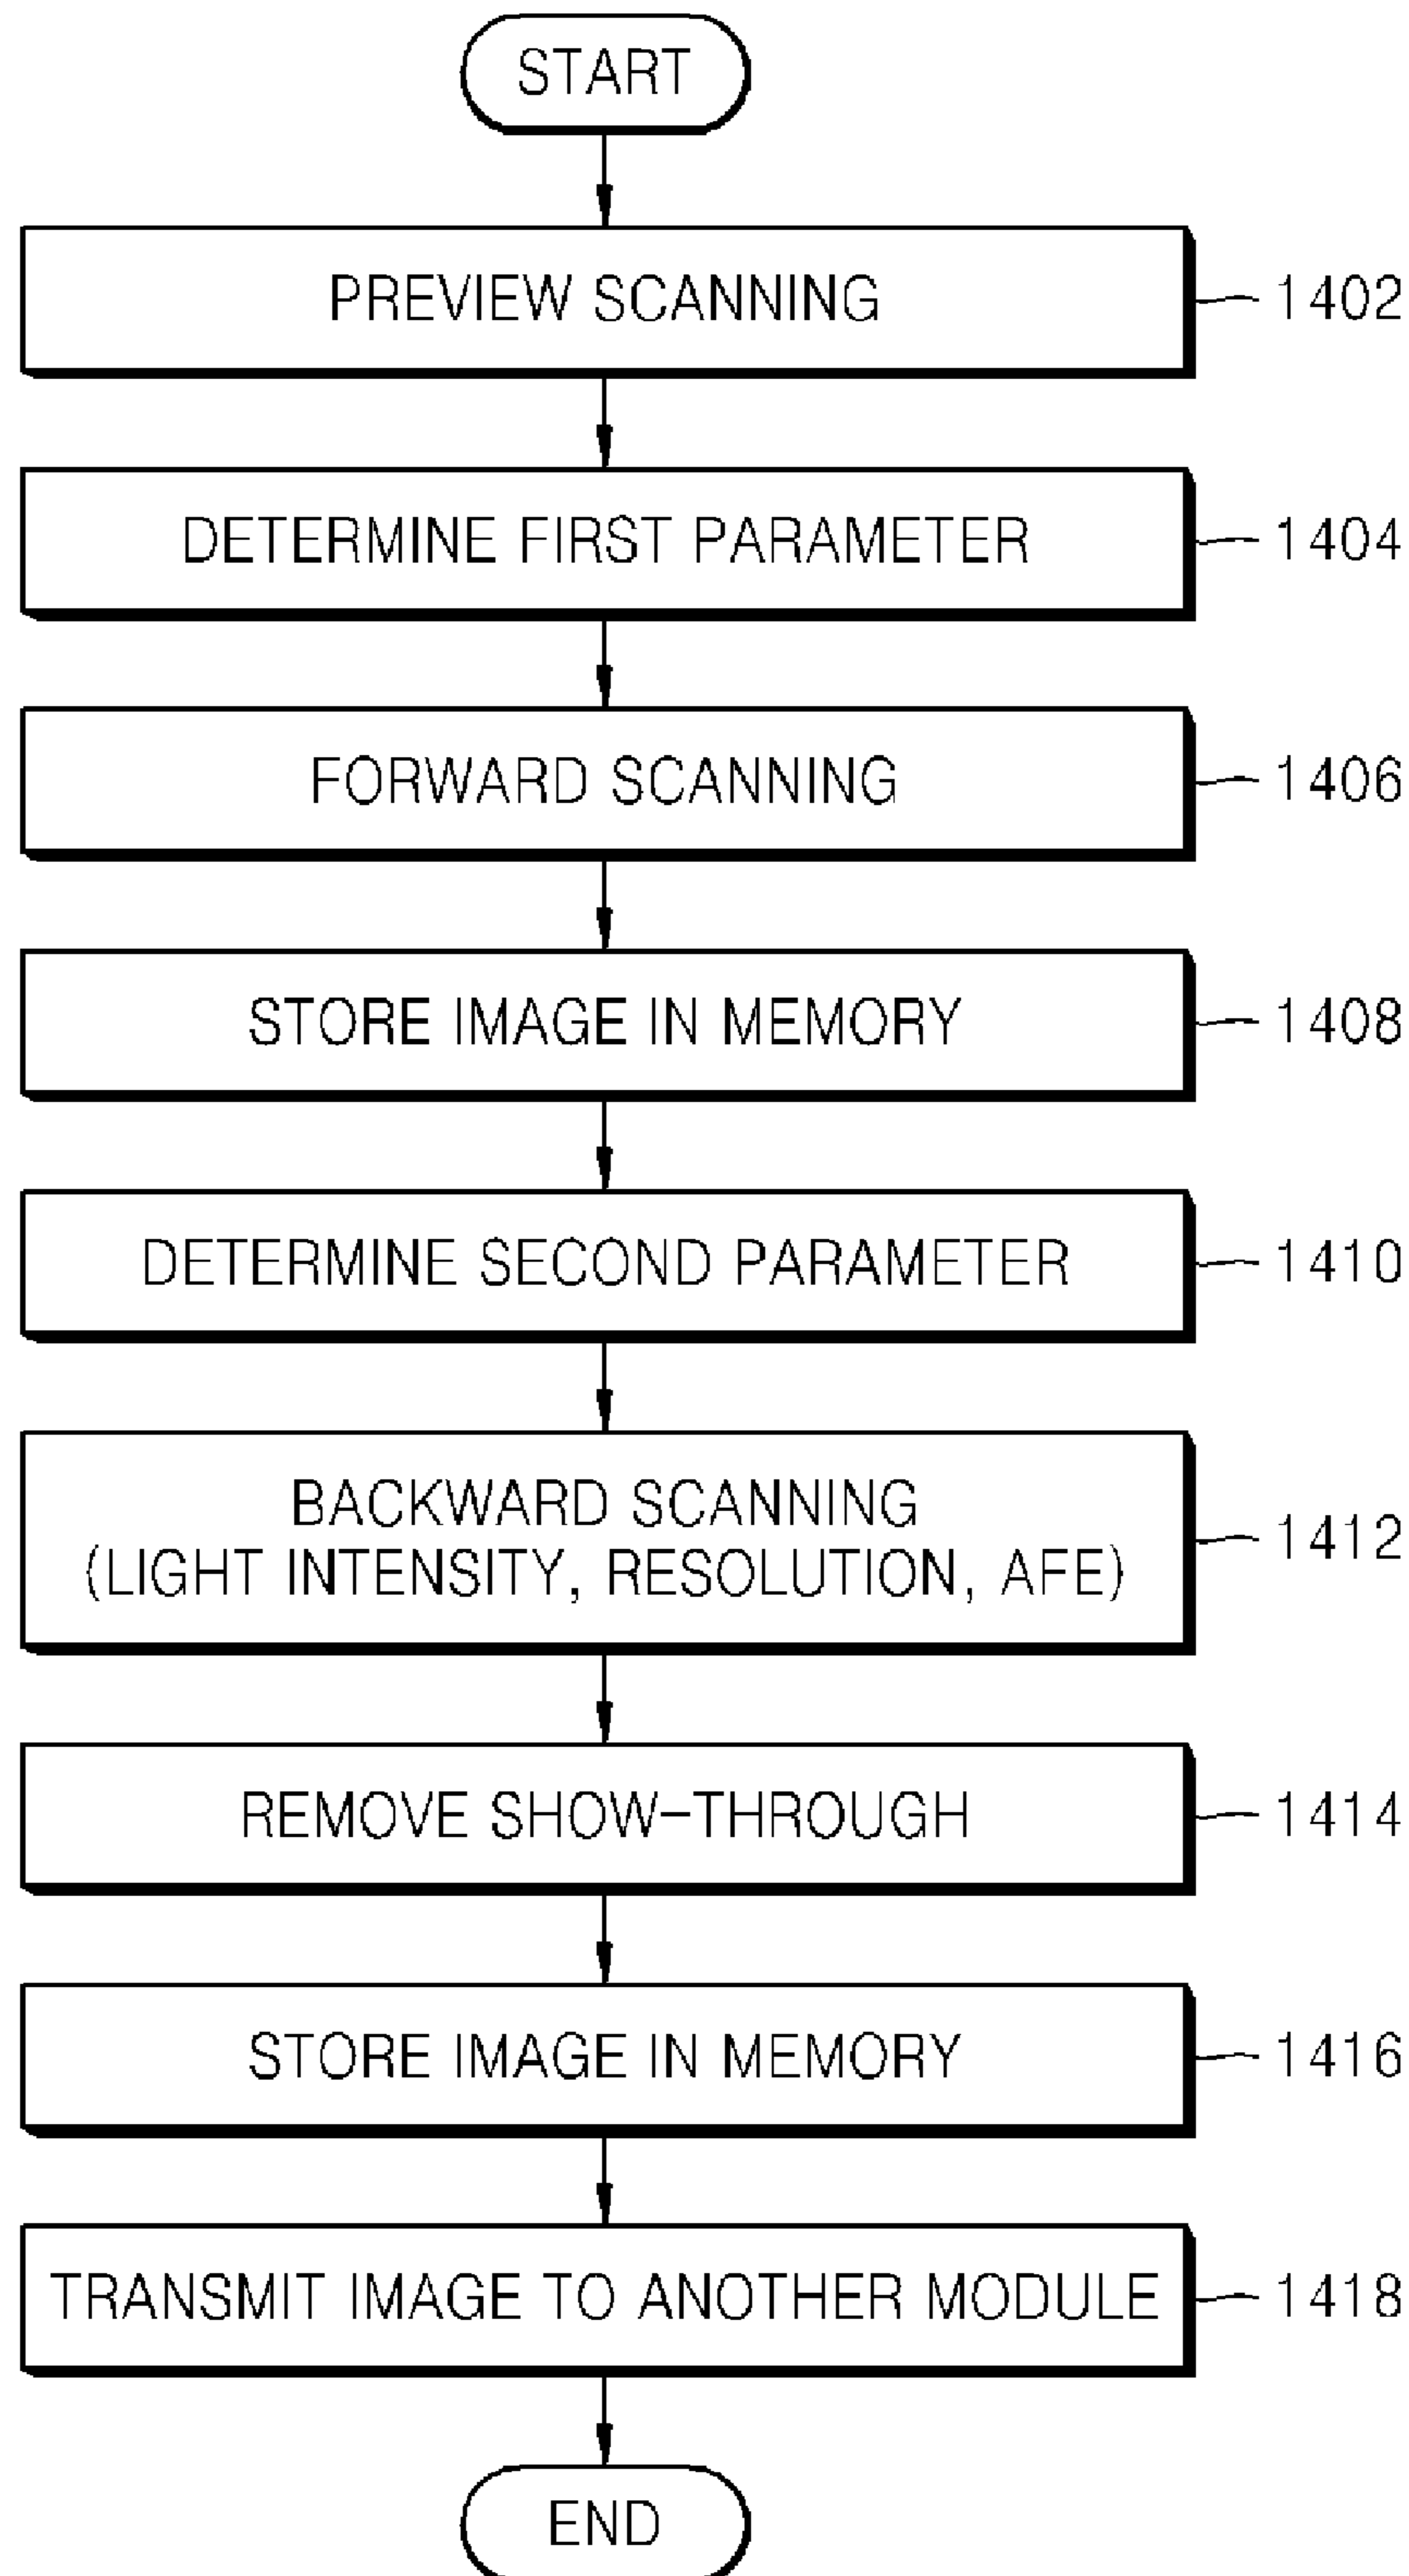 START
PREVIEW SCANNING
1402
DETERMINE FIRST PARAMETER
1404
FORWARD SCANNING
1406
STORE IMAGE IN MEMORY
1408
DETERMINE SECOND PARAMETER
1410
BACKWARD SCANNING
(LIGHT INTENSITY, RESOLUTION, AFE)
1412
REMOVE SHOW-THROUGH
1414
STORE IMAGE IN MEMORY
1416
TRANSMIT IMAGE TO ANOTHER MODULE
1418
END